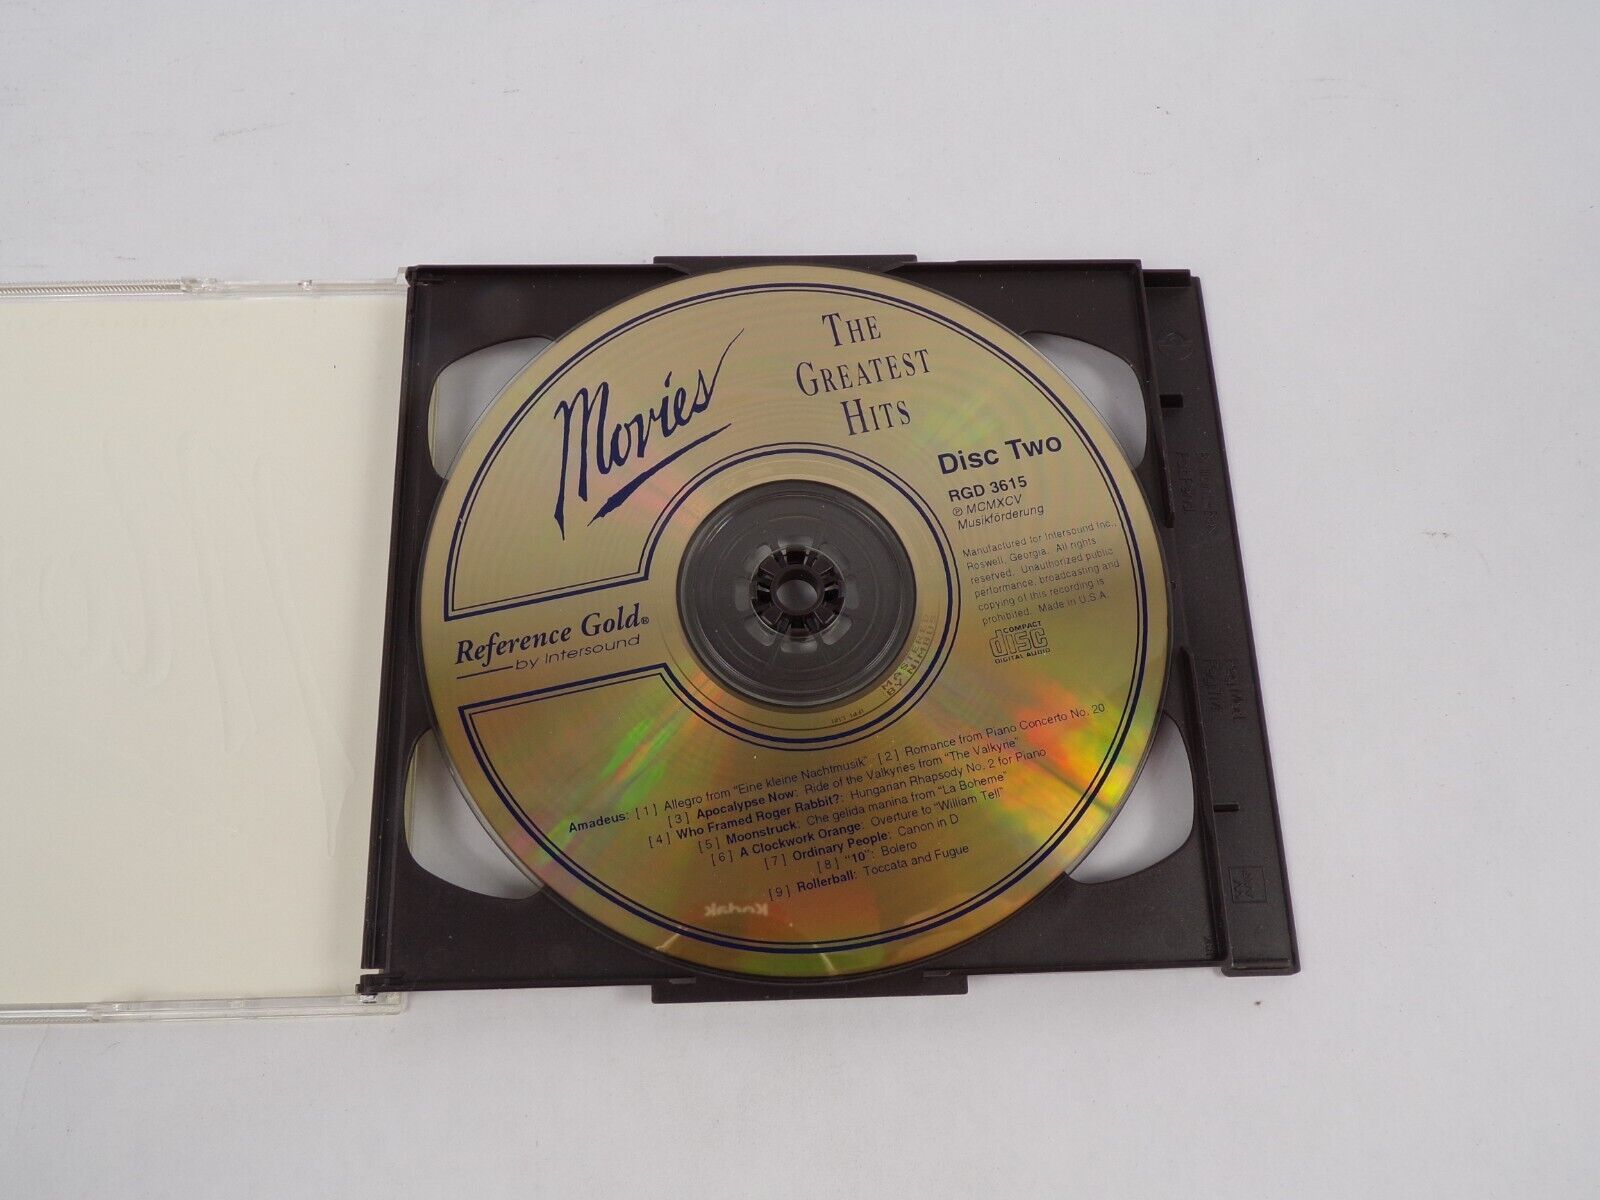 Movies
THE
GREATEST
HITS
Disc Two
RGD 3615
℗ MCMXCV
Musikförderung
Manufactured for Intersound Inc.,
Roswell, Georgia. All rights
reserved. Unauthorized public
performance, broadcasting and
copying of this recording is
prohibited. Made in U.S.A.
COMPACT
disc
DIGITAL AUDIO
Reference Gold®
by Intersound
MASTERED
BY NIMBUS
Amadeus: [1] Allegro from "Eine kleine Nachtmusik" [2] Romance from Piano Concerto No. 20
[3] Apocalypse Now: Ride of the Valkyries from "The Valkyrie"
[4] Who Framed Roger Rabbit?: Hungarian Rhapsody No. 2 for Piano
[5] Moonstruck: Che gelida manina from "La Boheme"
[6] A Clockwork Orange: Overture to "William Tell"
[7] Ordinary People: Canon in D
[8] "10": Bolero
[9] Rollerball: Toccata and Fugue
Kodak